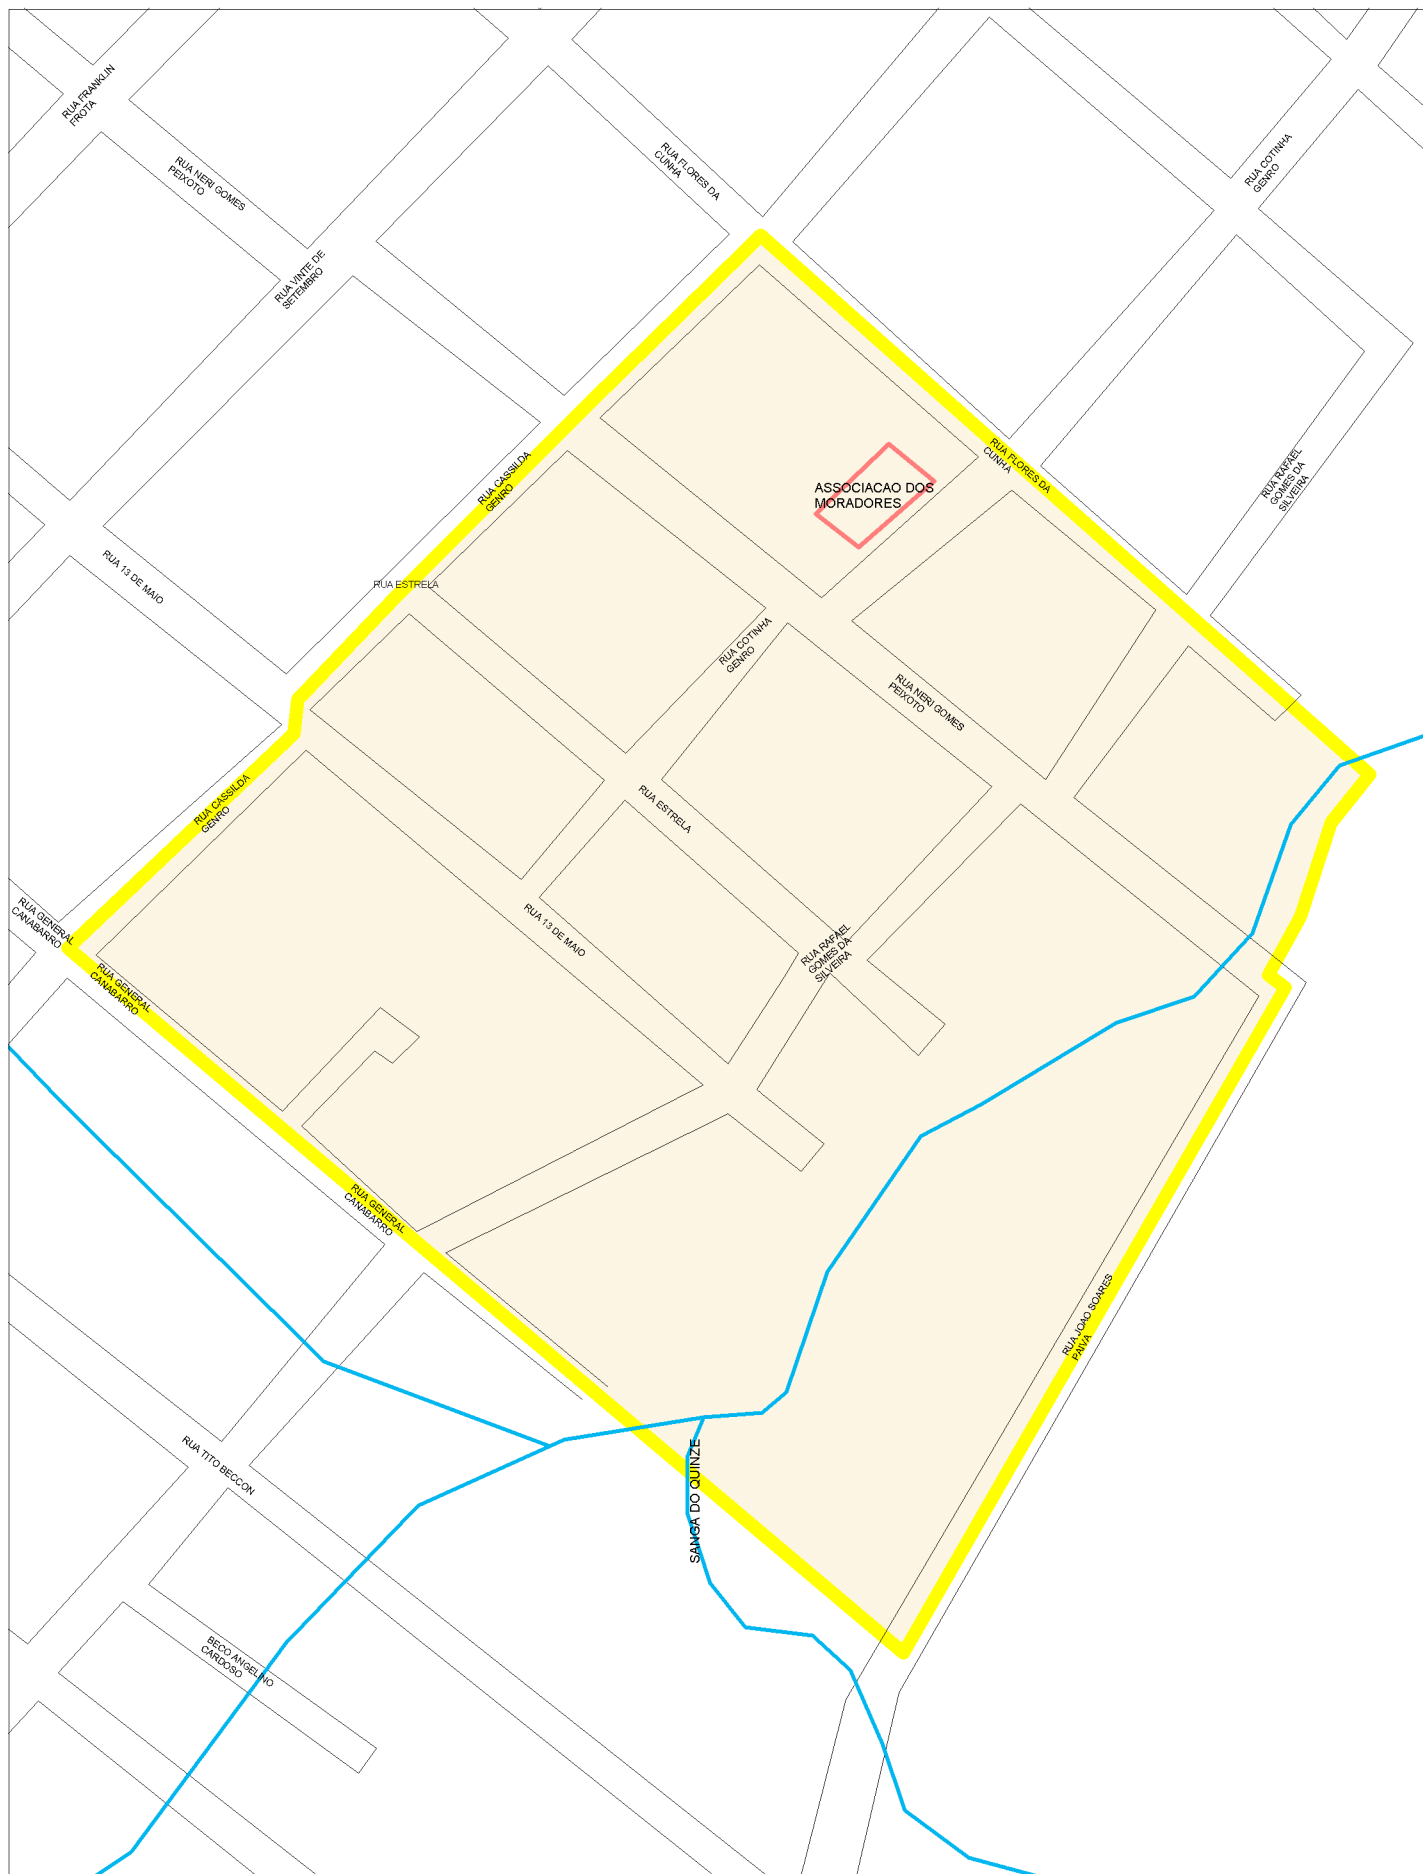 RUA FRANKLIN
FROTA
RUA NERI GOMES
PEIXOTO
RUA FLORES DA
CUNHA
RUA COTINHA
GENRO
RUA VINTE DE
SETEMBRO
RUA CASSILDA
GENRO
RUA FLORES DA
CUNHA
RUA RAFAEL
GOMES DA
SILVEIRA
ASSOCIACAO DOS
MORADORES
RUA 13 DE MAIO
RUA ESTRELA
RUA COTINHA
GENRO
RUA NERI GOMES
PEIXOTO
RUA CASSILDA
GENRO
RUA ESTRELA
RUA GENERAL
CANABARRO
RUA 13 DE MAIO
RUA RAFAEL
GOMES DA
SILVEIRA
RUA GENERAL
CANABARRO
RUA GENERAL
CANABARRO
RUA JOAO SOARES
PAIVA
RUA TITO BECCON
SANGA DO QUINZE
BECO ANGELINO
CARDOSO